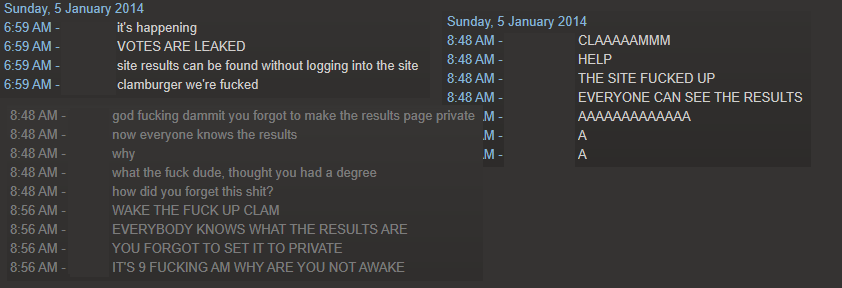 Sunday, 5 January 2014
6:59 AM - it's happening
6:59 AM - VOTES ARE LEAKED
6:59 AM - site results can be found without logging into the site
6:59 AM - clamburger we're fucked
8:48 AM - god fucking dammit you forgot to make the results page private
8:48 AM - now everyone knows the results
8:48 AM - why
8:48 AM - what the fuck dude, thought you had a degree
8:48 AM - how did you forget this shit?
8:56 AM - WAKE THE FUCK UP CLAM
8:56 AM - EVERYBODY KNOWS WHAT THE RESULTS ARE
8:56 AM - YOU FORGOT TO SET IT TO PRIVATE
8:56 AM - IT'S 9 FUCKING AM WHY ARE YOU NOT AWAKE
Sunday, 5 January 2014
8:48 AM - CLAAAAAMMM
8:48 AM - HELP
8:48 AM - THE SITE FUCKED UP
8:48 AM - EVERYONE CAN SEE THE RESULTS
M - AAAAAAAAAAAAA
M - A
M - A